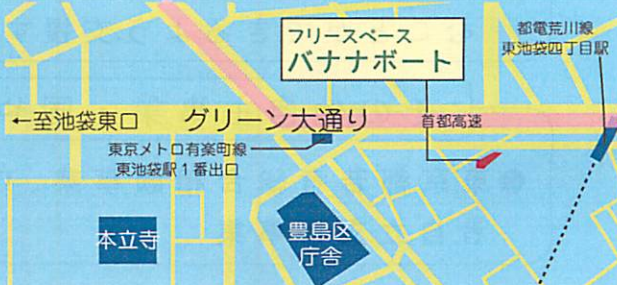 フリースペース
バナナボート
都電荒川線
東池袋四丁目駅
←至池袋東口
グリーン大通り
首都高速
東京メトロ有楽町線
東池袋駅1番出口
本立寺
豊島区
庁舎